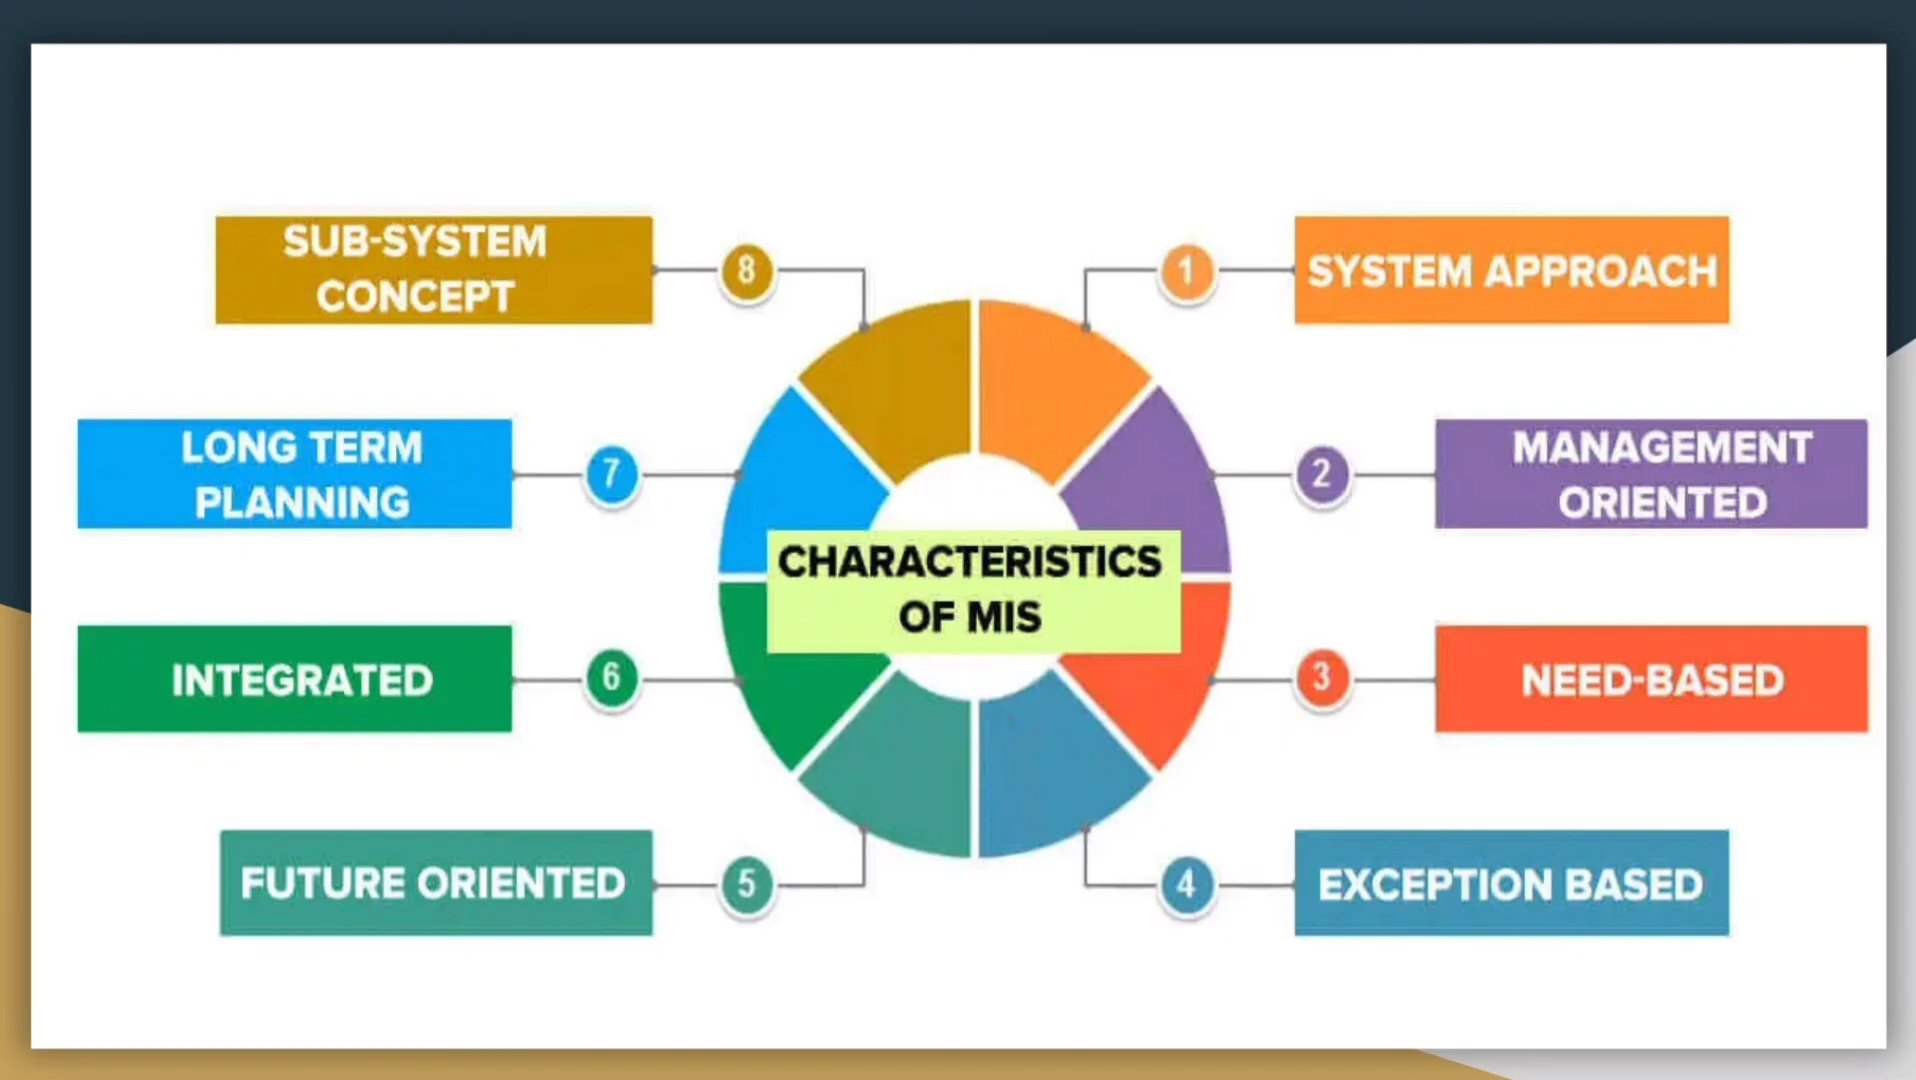 CHARACTERISTICS
OF MIS
1
SYSTEM APPROACH
2
MANAGEMENT
ORIENTED
3
NEED-BASED
4
EXCEPTION BASED
5
FUTURE ORIENTED
6
INTEGRATED
7
LONG TERM
PLANNING
8
SUB-SYSTEM
CONCEPT